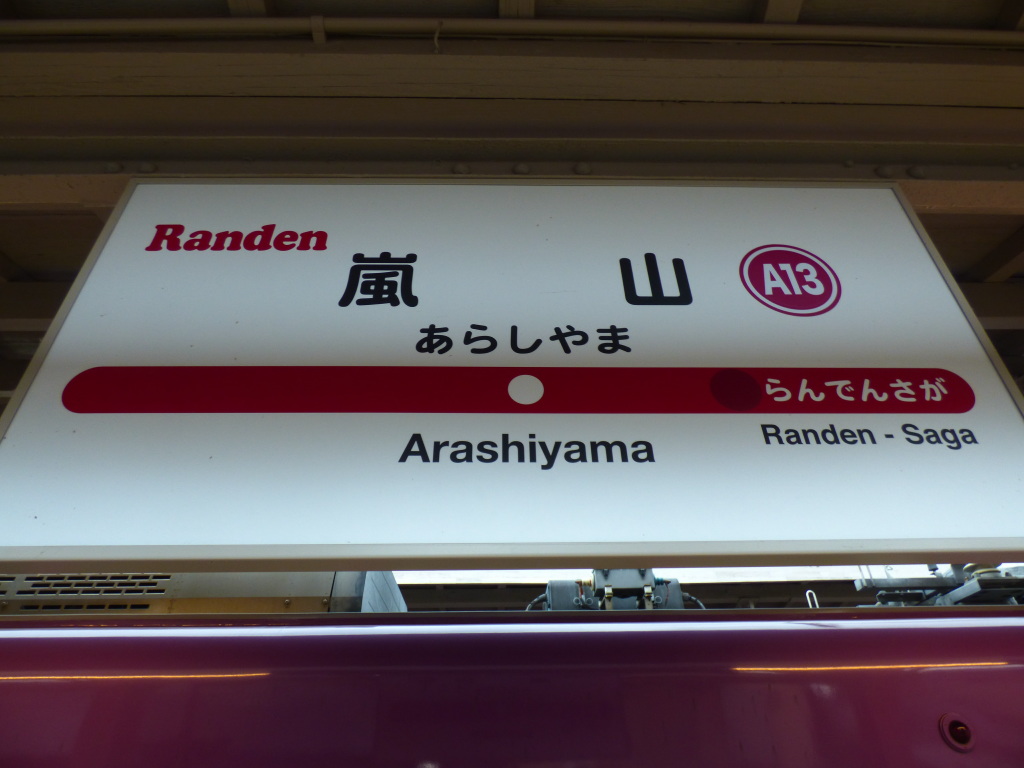 Randen
嵐山
A13
あらしやま
らんでんさが
Arashiyama
Randen - Saga